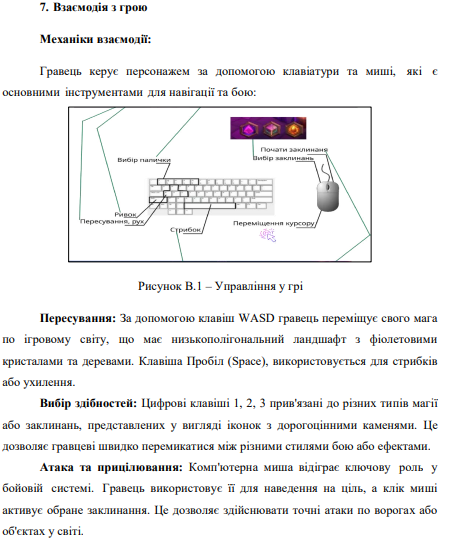 7. Взаємодія з грою
Механіки взаємодії:
Гравець керує персонажем за допомогою клавіатури та миші, які є
основними інструментами для навігації та бою:
Почати закликаня
Вибір палички
Вибір заклинань
Ривок
Пересування, рух
Стрибок
Переміщення курсору
Рисунок В.1 – Управління у грі
Пересування: За допомогою клавіш WASD гравець переміщує свого мага
по ігровому світу, що має низькополігональний ландшафт з фіолетовими
кристалами та деревами. Клавіша Пробіл (Space), використовується для стрибків
або ухилення.
Вибір здібностей: Цифрові клавіші 1, 2, 3 прив'язані до різних типів магії
або заклинань, представлених у вигляді іконок з дорогоцінними каменями. Це
дозволяє гравцеві швидко перемикатися між різними стилями бою або ефектами.
Атака та прицілювання: Комп'ютерна миша відіграє ключову роль у
бойовій системі. Гравець використовує її для наведення на ціль, а клік миші
активує обране заклинання. Це дозволяє здійснювати точні атаки по ворогах або
об'єктах у світі.